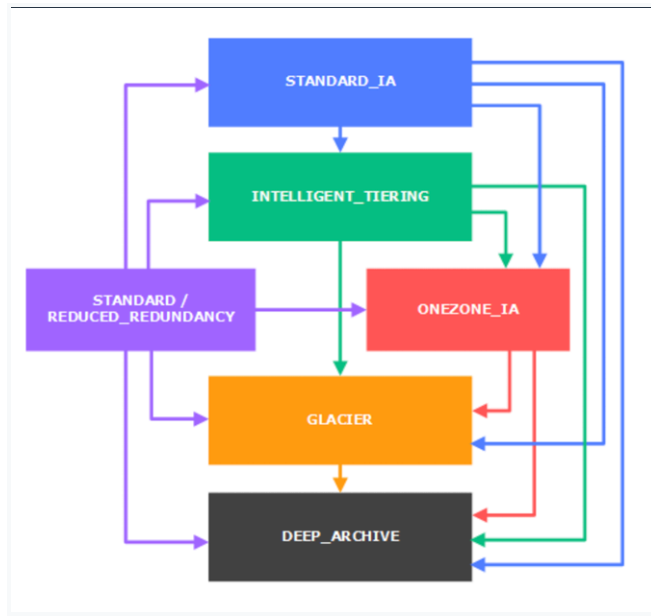 STANDARD_IA
INTELLIGENT_TIERING
STANDARD /
REDUCED_REDUNDANCY
ONEZONE_IA
GLACIER
DEEP_ARCHIVE